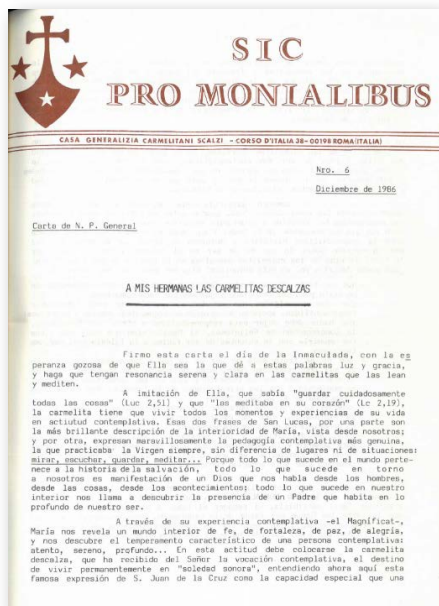 SIC
PRO MONIALIBUS
CASA GENERALIZIA CARMELITANI SCALZI - CORSO D'ITALIA 38 - 00198 ROMA (ITALIA)
Nro. 6
Diciembre de 1986
Carta de N. P. General
A MIS HERMANAS LAS CARMELITAS DESCALZAS
Firmo esta carta el día de la Inmaculada, con la es
peranza gozosa de que Ella sea la que dé a estas palabras luz y gracia,
y haga que tengan resonancia serena y clara en las carmelitas que las lean
y mediten.
A imitación de Ella, que sabía "guardar cuidadosamente
todas las cosas" (Luc 2,51) y que "las meditaba en su corazón" (Lc 2,19),
la carmelita tiene que vivir todos los momentos y experiencias de su vida
en actiutud contemplativa. Esas dos frases de San Lucas, por una parte son
la más brillante descripción de la interioridad de María, vista desde nosotras;
y por otra, expresan maravillosamente la pedagogía contemplativa más genuina,
la que practicaba la Virgen siempre, sin diferencia de lugares ni de situaciones:
mirar, escuchar, guardar, meditar... Porque todo lo que sucede en el mundo perte-
nece a la historia de la salvación, todo lo que sucede en torno
a nosotros es manifestación de un Dios que nos habla desde los hombres,
desde las cosas, desde los acontecimientos: todo lo que sucede en nuestro
interior nos llama a descubrir la presencia de un Padre que habita en lo
profundo de nuestro ser.
A través de su experiencia contemplativa -el Magníficat-,
María nos revela un mundo interior de fe, de fortaleza, de paz, de alegría,
y nos descubre el temperamento característico de una persona contemplativa:
atento, sereno, profundo... En esta actitud debe colocarse la carmelita
descalza, que ha recibido del Señor la vocación contemplativa, el destino
de vivir permanentemente en "soledad sonora", entendiendo ahora aquí esta
famosa expresión de S. Juan de la Cruz como la capacidad especial que una